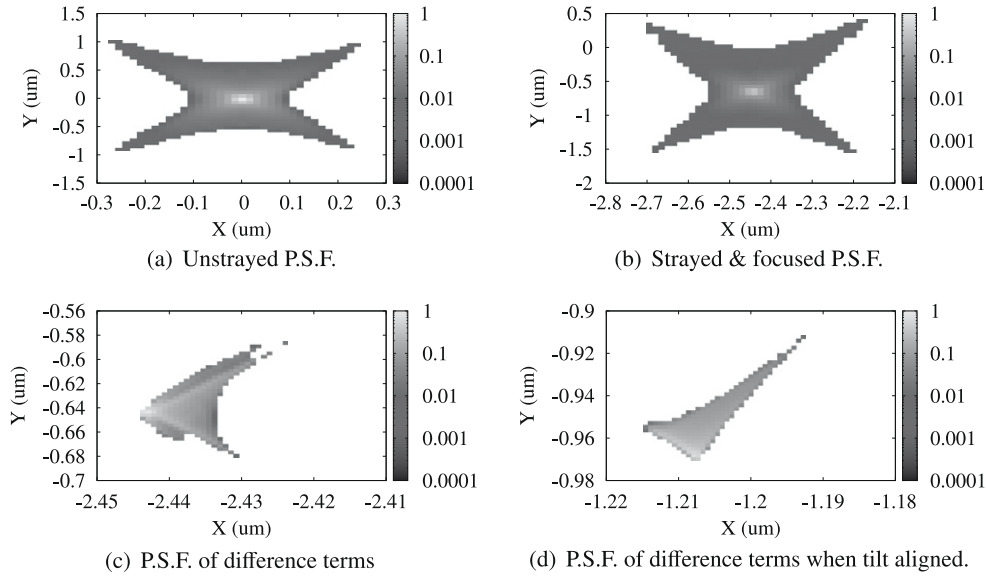 1.5
1
0.5
0
-0.5
-1
-1.5
Y (um)
-0.3 -0.2 -0.1 0 0.1 0.2 0.3
X (um)
1
0.1
0.01
0.001
0.0001
(a) Unstrayed P.S.F.
0.5
0
-0.5
-1
-1.5
-2
Y (um)
-2.8 -2.7 -2.6 -2.5 -2.4 -2.3 -2.2 -2.1
X (um)
1
0.1
0.01
0.001
0.0001
(b) Strayed & focused P.S.F.
-0.56
-0.58
-0.6
-0.62
-0.64
-0.66
-0.68
-0.7
Y (um)
-2.45 -2.44 -2.43 -2.42 -2.41
X (um)
1
0.1
0.01
0.001
0.0001
(c) P.S.F. of difference terms
-0.9
-0.92
-0.94
-0.96
-0.98
Y (um)
-1.22 -1.21 -1.2 -1.19 -1.18
X (um)
1
0.1
0.01
0.001
0.0001
(d) P.S.F. of difference terms when tilt aligned.